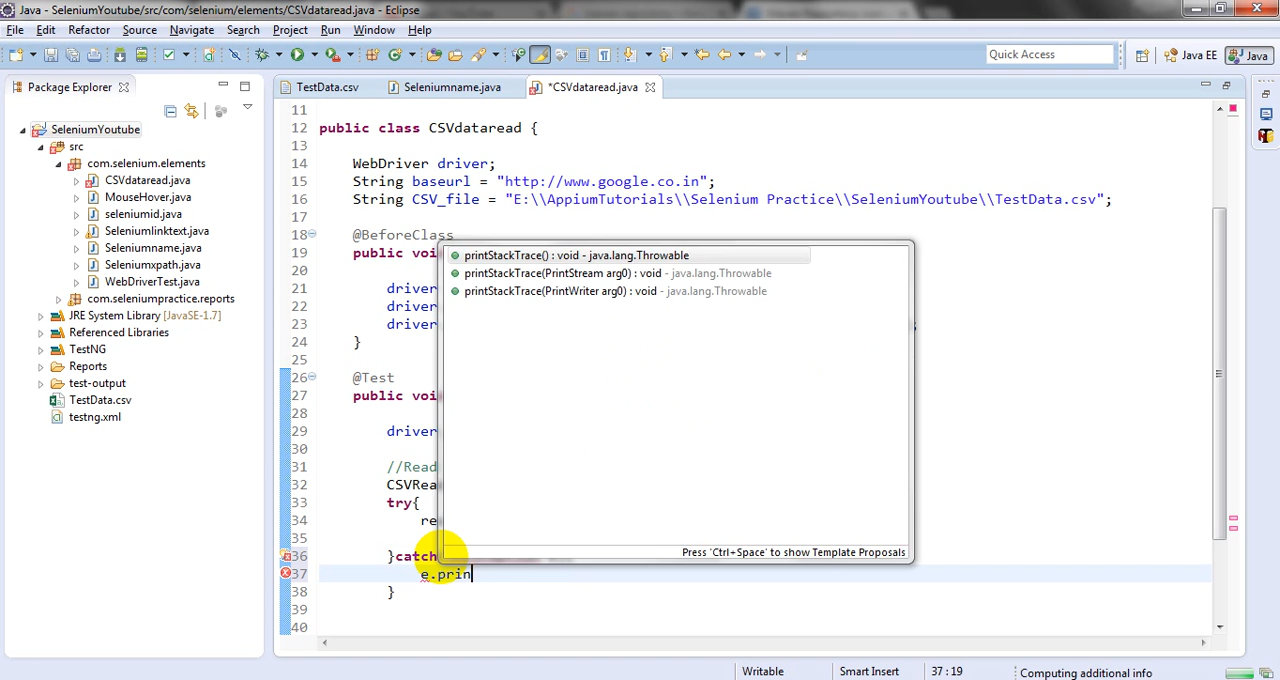 Java - SeleniumYoutube/src/com/selenium/elements/CSVdataread.java - Eclipse
File Edit Refactoring Source Navigate Search Project Run Window Help
Quick Access
Java EE
Java
Package Explorer
TestData.csv
Seleniumname.java
*CSVdataread.java
SeleniumYoutube
src
com.selenium.elements
CSVdataread.java
MouseHover.java
seleniumid.java
Seleniumlinktext.java
Seleniumname.java
Seleniumxpath.java
WebDriverTest.java
com.seleniumpractice.reports
JRE System Library [JavaSE-1.7]
Referenced Libraries
TestNG
Reports
test-output
TestData.csv
testng.xml
11
12 public class CSVdataread {
13
14 WebDriver driver;
15 String baseurl = "http://www.google.co.in";
16 String CSV_file = "E:\\AppiumTutorials\\Selenium Practice\\SeleniumYoutube\\TestData.csv";
17
18 @BeforeClass
19 public voi
20
21 driver
22 driver
23 driver
24 }
25
26 @Test
27 public voi
28
29 driver
30
31 //Read
32 CSVRea
33 try{
34 re
35
36 }catch
37 e.prin
38 }
39
40
printStackTrace() : void - java.lang.Throwable
printStackTrace(PrintStream arg0) : void - java.lang.Throwable
printStackTrace(PrintWriter arg0) : void - java.lang.Throwable
Press 'Ctrl+Space' to show Template Proposals
Writable
Smart Insert
37 : 19
Computing additional info